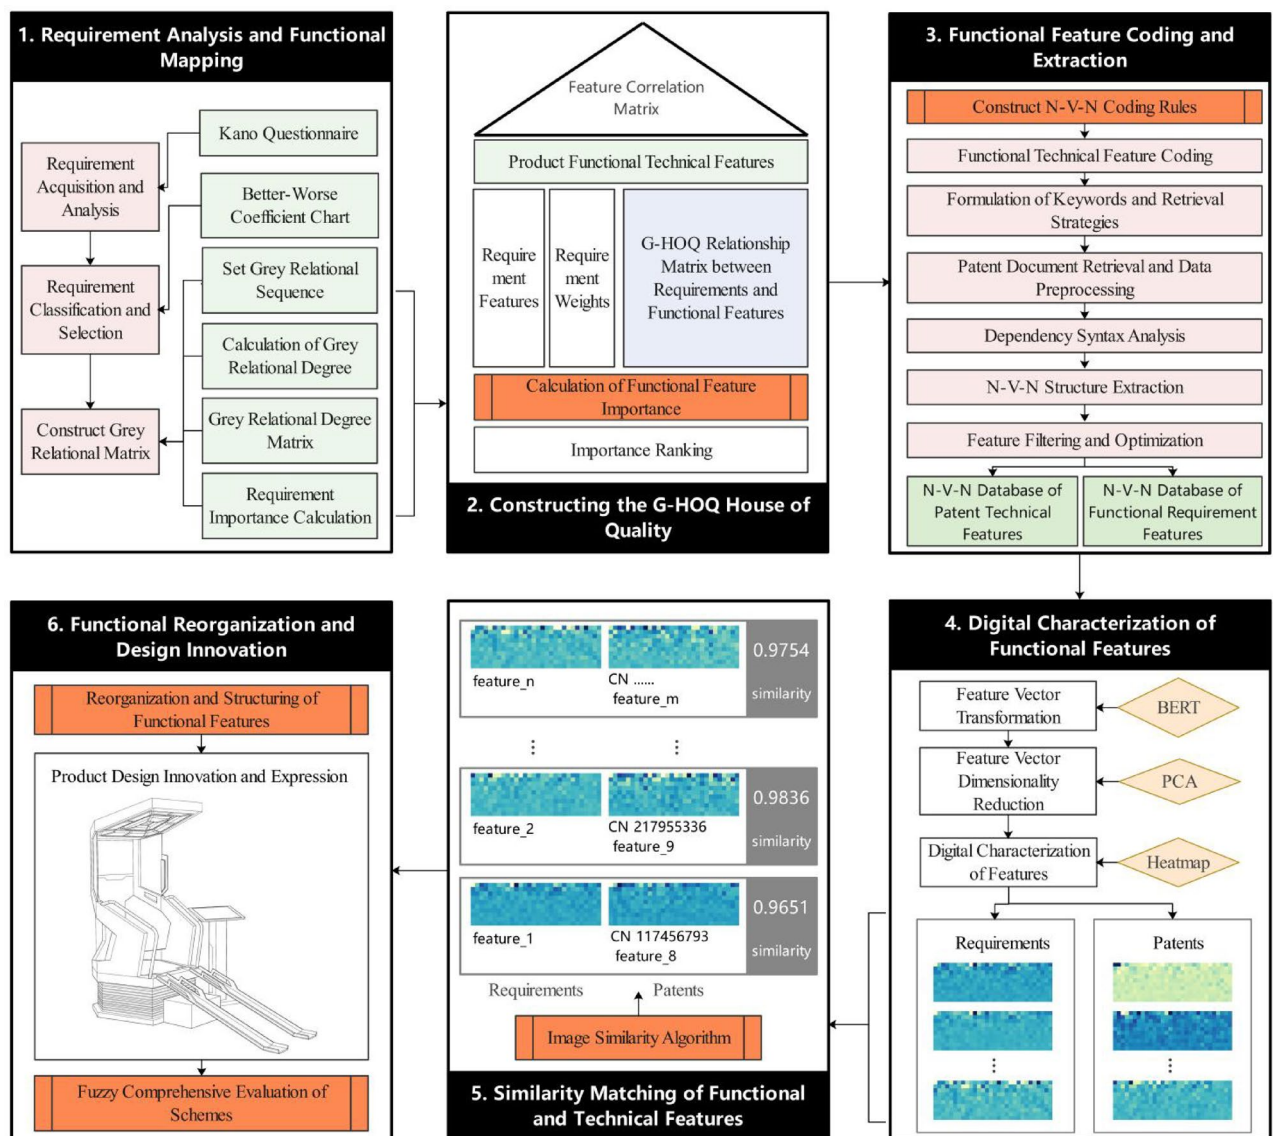 1. Requirement Analysis and Functional
Mapping
Kano Questionnaire
Requirement
Acquisition and
Analysis
Better-Worse
Coefficient Chart
Requirement
Classification and
Selection
Set Grey Relational
Sequence
Calculation of Grey
Relational Degree
Construct Grey
Relational Matrix
Grey Relational Degree
Matrix
Requirement
Importance Calculation
Feature Correlation
Matrix
Product Functional Technical Features
Require
ment
Features
Require
ment
Weights
G-HOQ Relationship
Matrix between
Requirements and
Functional Features
Calculation of Functional Feature
Importance
Importance Ranking
2. Constructing the G-HOQ House of
Quality
3. Functional Feature Coding and
Extraction
Construct N-V-N Coding Rules
Functional Technical Feature Coding
Formulation of Keywords and Retrieval
Strategies
Patent Document Retrieval and Data
Preprocessing
Dependency Syntax Analysis
N-V-N Structure Extraction
Feature Filtering and Optimization
N-V-N Database of
Patent Technical
Features
N-V-N Database of
Functional Requirement
Features
4. Digital Characterization of
Functional Features
Feature Vector
Transformation
BERT
Feature Vector
Dimensionality
Reduction
PCA
Digital Characterization
of Features
Heatmap
Requirements
Patents
⋮
⋮
0.9754
similarity
feature_n
CN ......
feature_m
⋮
⋮
0.9836
similarity
feature_2
CN 217955336
feature_9
0.9651
similarity
feature_1
CN 117456793
feature_8
Requirements
Patents
Image Similarity Algorithm
5. Similarity Matching of Functional
and Technical Features
6. Functional Reorganization and
Design Innovation
Reorganization and Structuring of
Functional Features
Product Design Innovation and Expression
Fuzzy Comprehensive Evaluation of
Schemes